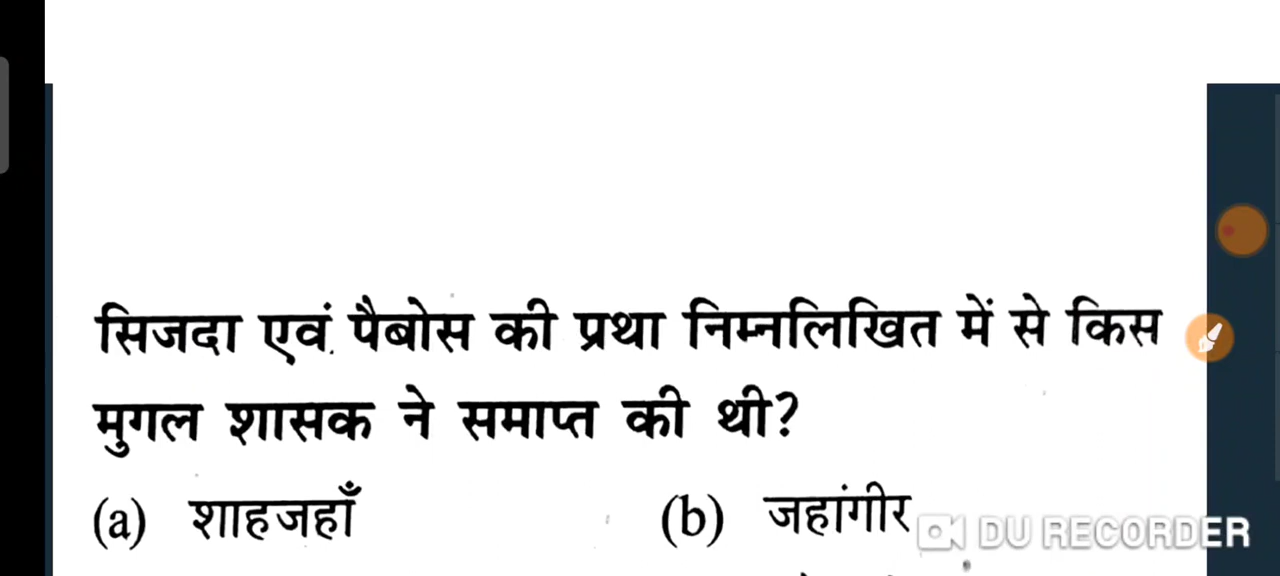 सिजदा एवं पैबोस की प्रथा निम्नलिखित में से किस
मुगल शासक ने समाप्त की थी?
(a) शाहजहाँ (b) जहांगीर
DU RECORDER